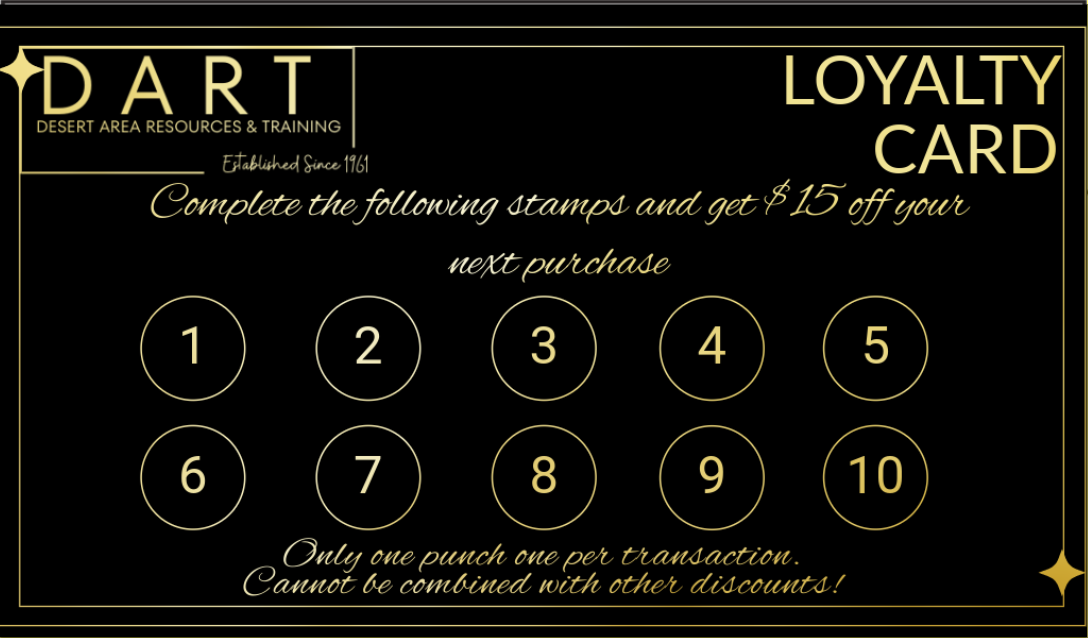 DART
DESERT AREA RESOURCES & TRAINING
Established Since 1961
LOYALTY
CARD
Complete the following stamps and get $15 off your
next purchase
1 2 3 4 5
6 7 8 9 10
Only one punch one per transaction.
Cannot be combined with other discounts!